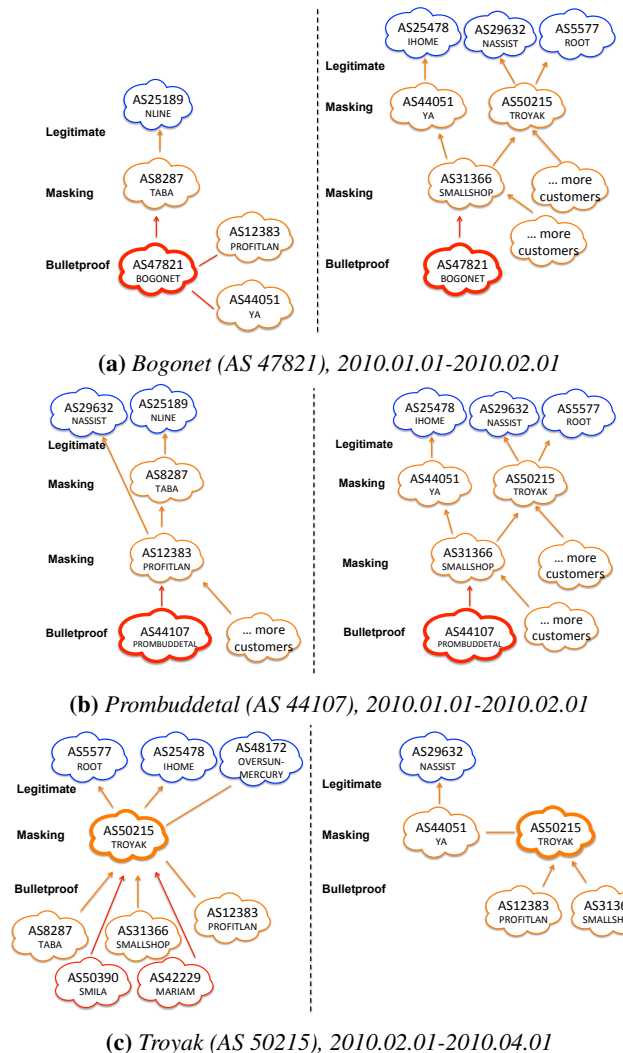 AS25189
NLINE
Legitimate
AS8287
TABA
Masking
AS12383
PROFITLAN
Bulletproof
AS47821
BOGONET
AS44051
YA
AS25478
IHOME
AS29632
NASSIST
AS5577
ROOT
Legitimate
Masking
AS44051
YA
AS50215
TROYAK
Masking
AS31366
SMALLSHOP
... more
customers
... more
customers
Bulletproof
AS47821
BOGONET
(a) Bogonet (AS 47821), 2010.01.01-2010.02.01
AS29632
NASSIST
AS25189
NLINE
Legitimate
Masking
AS8287
TABA
Masking
AS12383
PROFITLAN
Bulletproof
AS44107
PROMBUDDETAL
... more
customers
AS25478
IHOME
AS29632
NASSIST
AS5577
ROOT
Legitimate
Masking
AS44051
YA
AS50215
TROYAK
Masking
AS31366
SMALLSHOP
... more
customers
... more
customers
Bulletproof
AS44107
PROMBUDDETAL
(b) Prombuddetal (AS 44107), 2010.01.01-2010.02.01
AS5577
ROOT
AS25478
IHOME
AS48172
OVERSUN-
MERCURY
Legitimate
Masking
AS50215
TROYAK
Bulletproof
AS8287
TABA
AS31366
SMALLSHOP
AS12383
PROFITLAN
AS50390
SMILA
AS42229
MARIAM
AS29632
NASSIST
Legitimate
Masking
AS44051
YA
AS50215
TROYAK
Bulletproof
AS12383
PROFITLAN
AS3136
SMALLSH
(c) Troyak (AS 50215), 2010.02.01-2010.04.01